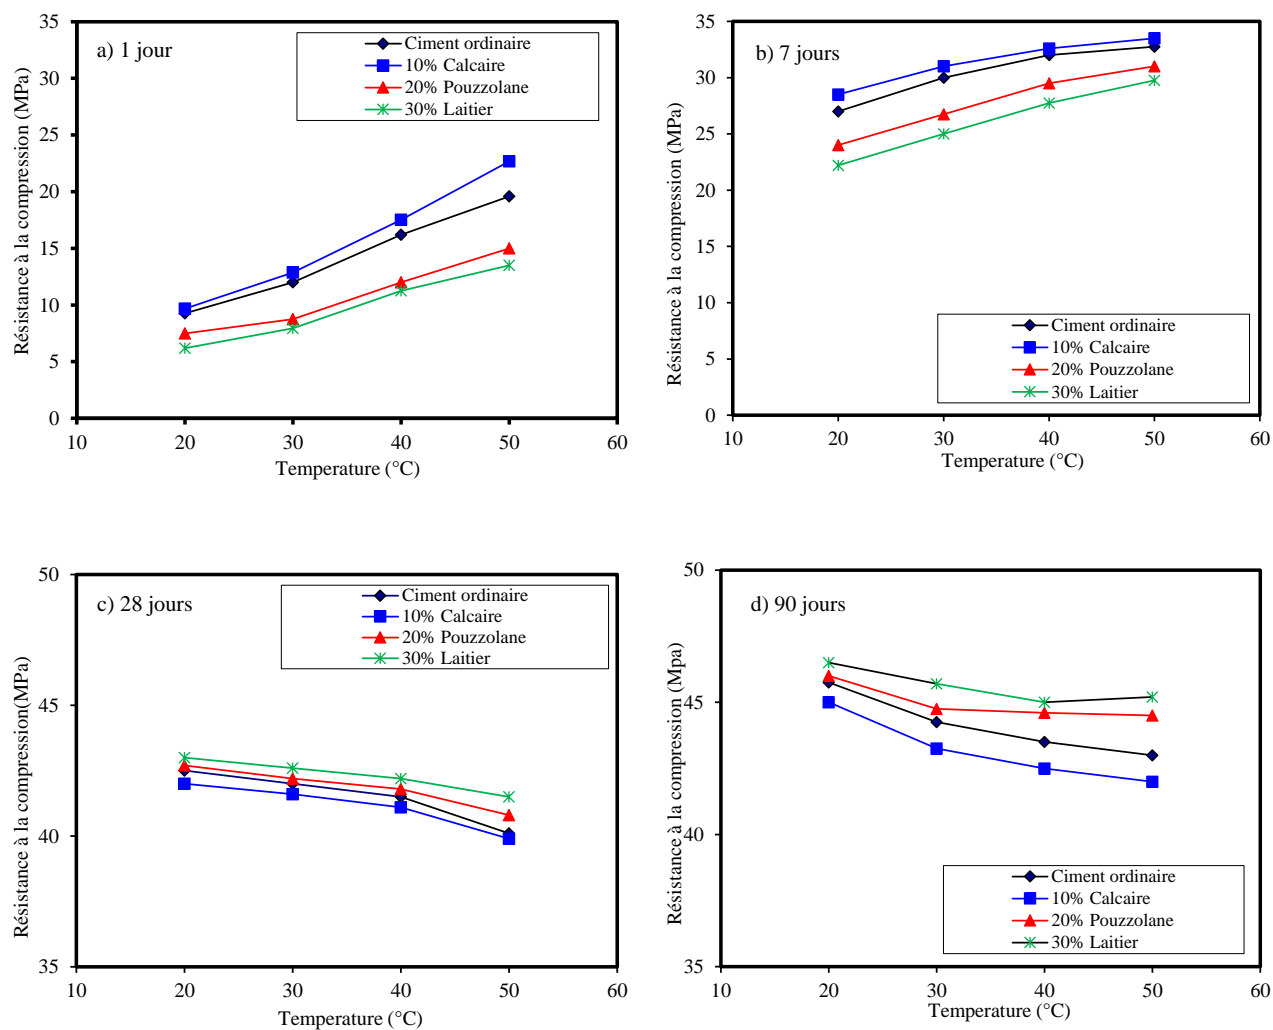 a) 1 jour
Ciment ordinaire
10% Calcaire
20% Pouzzolane
30% Laitier
Résistance à la compression (MPa)
35
30
25
20
15
10
5
0
10 20 30 40 50 60
Temperature (°C)
b) 7 jours
Ciment ordinaire
10% Calcaire
20% Pouzzolane
30% Laitier
Résistance à la compression (MPa)
35
30
25
20
15
10
5
0
10 20 30 40 50 60
Temperature (°C)
c) 28 jours
Ciment ordinaire
10% Calcaire
20% Pouzzolane
30% Laitier
Résistance à la compression(MPa)
50
45
40
35
10 20 30 40 50 60
Temperature (°C)
d) 90 jours
Ciment ordinaire
10% Calcaire
20% Pouzzolane
30% Laitier
Résistance à la compression (Mpa)
50
45
40
35
10 20 30 40 50 60
Temperature (°C)